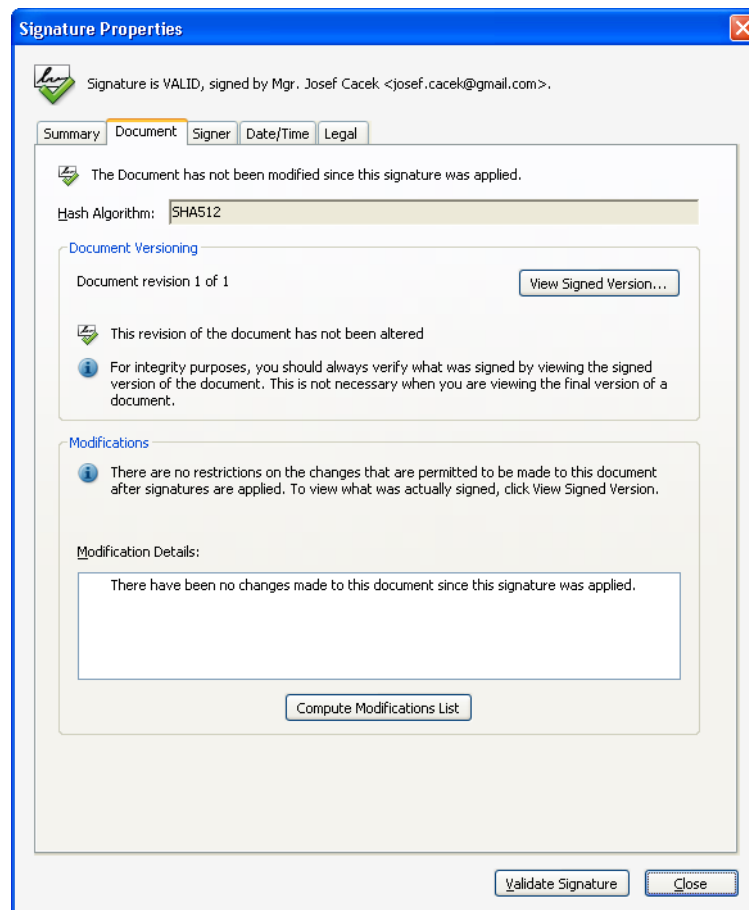 Signature Properties
Signature is VALID, signed by Mgr. Josef Cacek <josef.cacek@gmail.com>.
Summary Document Signer Date/Time Legal
The Document has not been modified since this signature was applied.
Hash Algorithm: SHA512
Document Versioning
Document revision 1 of 1 View Signed Version...
This revision of the document has not been altered
For integrity purposes, you should always verify what was signed by viewing the signed
version of the document. This is not necessary when you are viewing the final version of a
document.
Modifications
There are no restrictions on the changes that are permitted to be made to this document
after signatures are applied. To view what was actually signed, click View Signed Version.
Modification Details:
There have been no changes made to this document since this signature was applied.
Compute Modifications List
Validate Signature Close